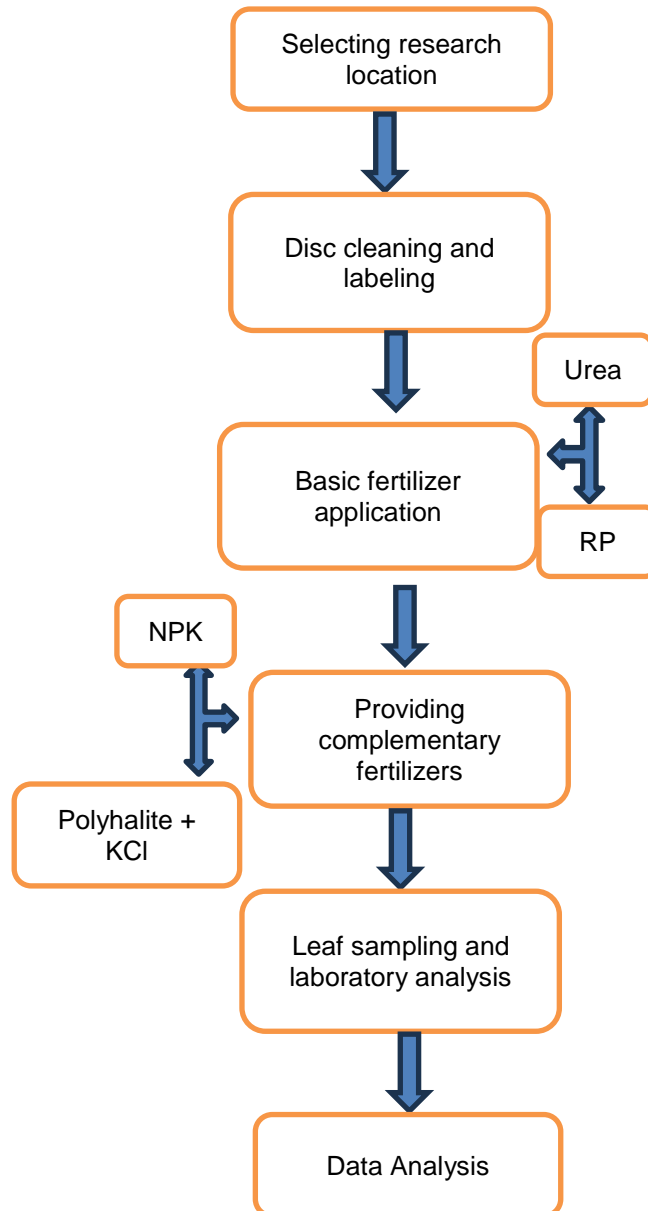 Selecting research
location
Disc cleaning and
labeling
Urea
Basic fertilizer
application
RP
NPK
Providing
complementary
fertilizers
Polyhalite +
KCl
Leaf sampling and
laboratory analysis
Data Analysis